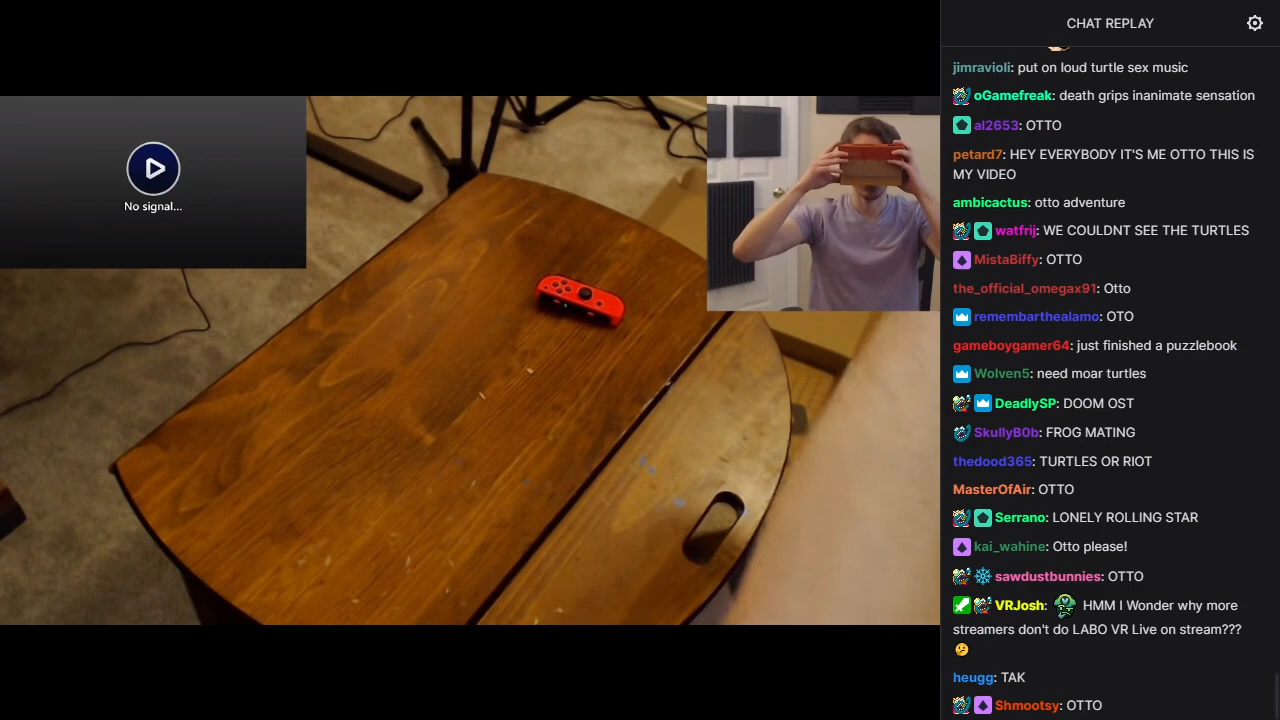 CHAT REPLAY
No signal...
jimravioli: put on loud turtle sex music
oGamefreak: death grips inanimate sensation
al2653: OTTO
petard7: HEY EVERYBODY IT'S ME OTTO THIS IS
MY VIDEO
ambicactus: otto adventure
watfrij: WE COULDNT SEE THE TURTLES
MistaBiffy: OTTO
the_official_omegax91: Otto
remembarthealamo: OTO
gameboygamer64: just finished a puzzlebook
Wolven5: need moar turtles
DeadlySP: DOOM OST
SkullyB0b: FROG MATING
thedood365: TURTLES OR RIOT
MasterOfAir: OTTO
Serrano: LONELY ROLLING STAR
kai_wahine: Otto please!
sawdustbunnies: OTTO
VRJosh: HMM I Wonder why more
streamers don't do LABO VR Live on stream???
heugg: TAK
Shmootsy: OTTO